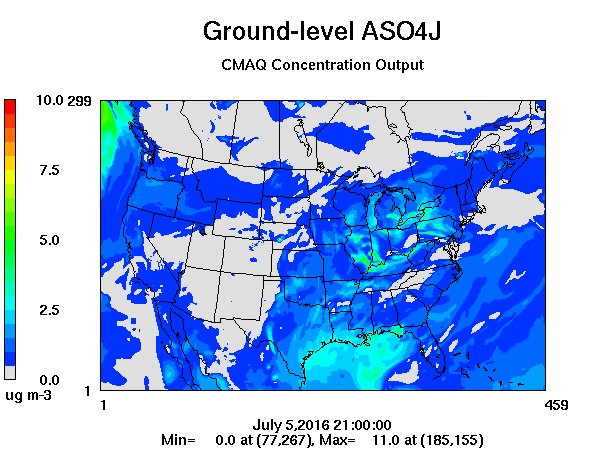 Ground-level ASO4J
CMAQ Concentration Output
10.0
7.5
5.0
2.5
0.0
ug m-3
299
1
1
459
July 5,2016 21:00:00
Min= 0.0 at (77,267), Max= 11.0 at (185,155)